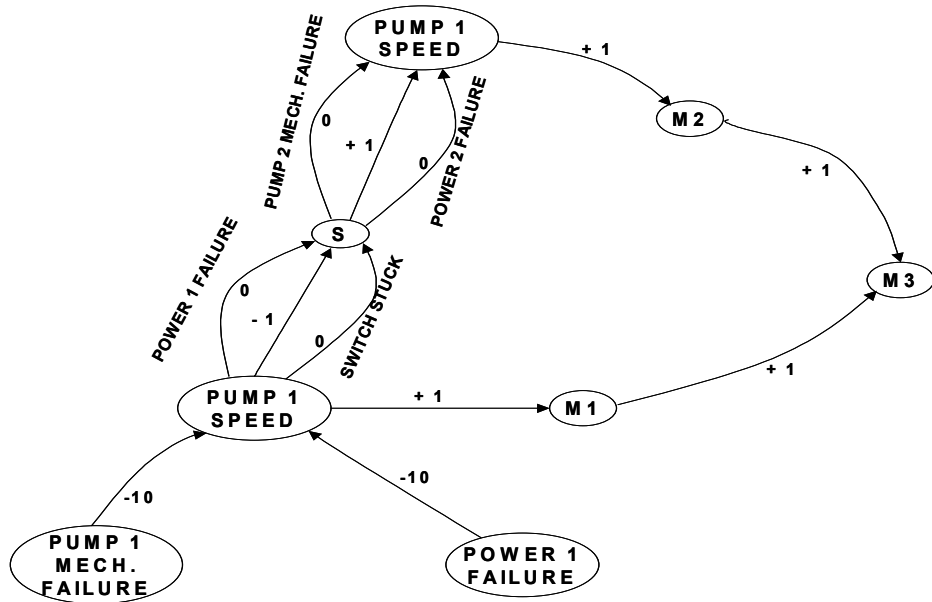 PUMP 1
SPEED
+ 1
M 2
PUMP 2 MECH. FAILURE
0
+ 1
0
POWER 2 FAILURE
+ 1
S
M 3
POWER 1 FAILURE
0
- 1
0
SWITCH STUCK
PUMP 1
SPEED
+ 1
M 1
+ 1
-10
-10
PUMP 1
MECH.
FAILURE
POWER 1
FAILURE